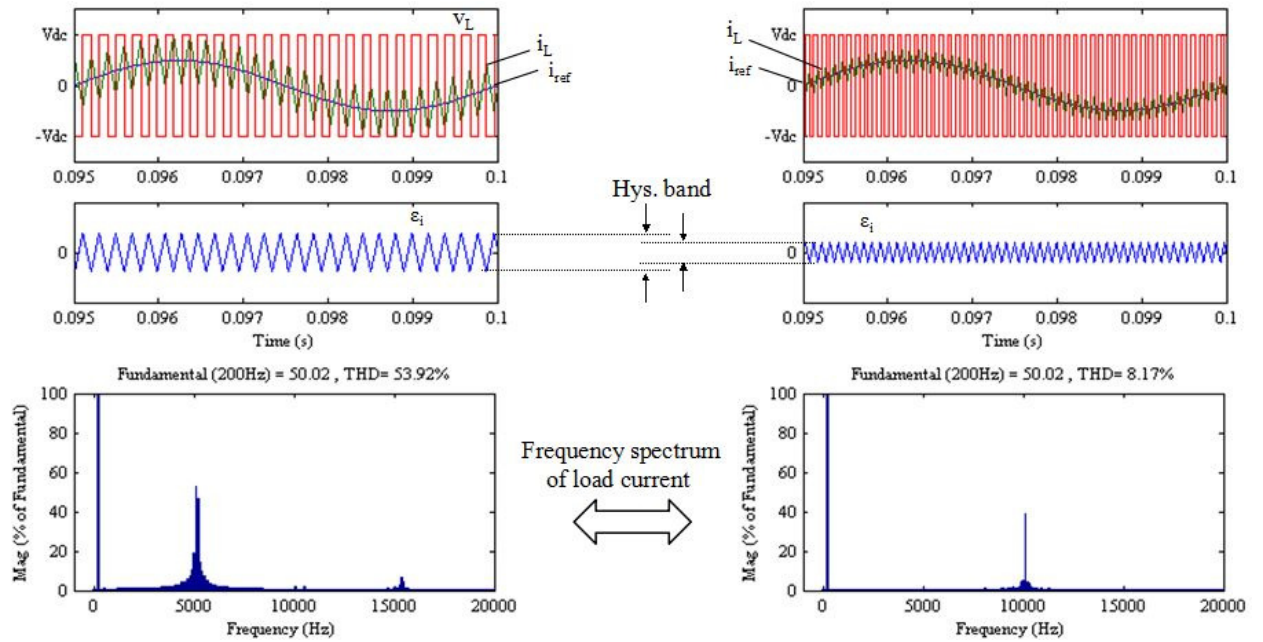 v_L
Vdc
i_L
0
i_ref
-Vdc
0.095 0.096 0.097 0.098 0.099 0.1
ε_i
0
0.095 0.096 0.097 0.098 0.099 0.1
Time (s)
Fundamental (200Hz) = 50.02 , THD= 53.92%
Mag (% of Fundamental)
100
80
60
40
20
0
0 5000 10000 15000 20000
Frequency (Hz)
Hys. band
Frequency spectrum
of load current
Vdc
i_L
i_ref
0
-Vdc
0.095 0.096 0.097 0.098 0.099 0.1
ε_i
0
0.095 0.096 0.097 0.098 0.099 0.1
Time (s)
Fundamental (200Hz) = 50.02 , THD= 8.17%
Mag (% of Fundamental)
100
80
60
40
20
0
0 5000 10000 15000 20000
Frequency (Hz)